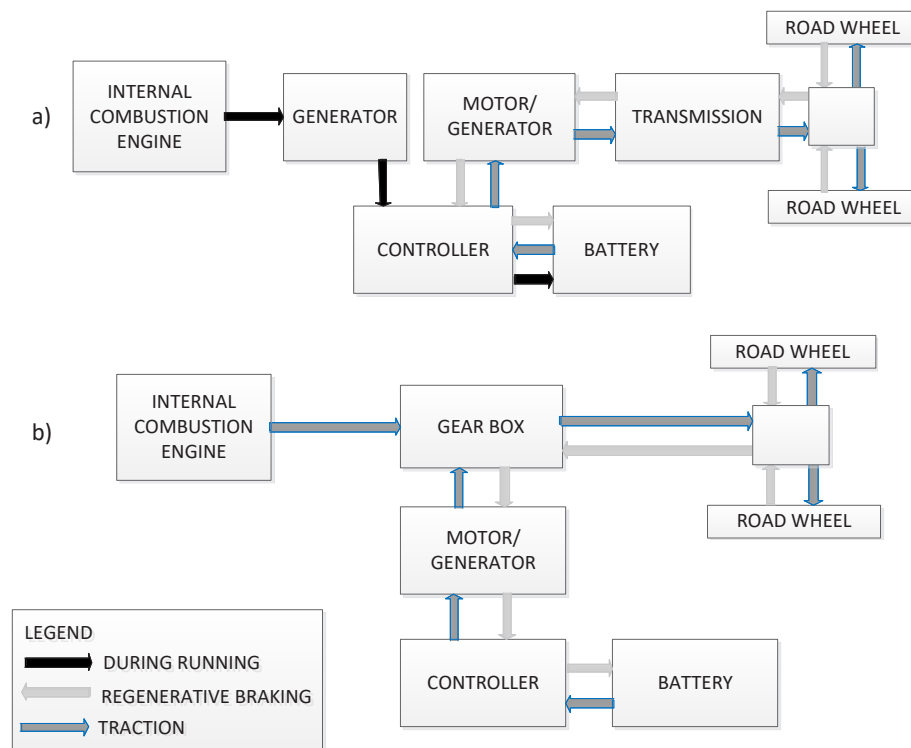 ROAD WHEEL
a)
INTERNAL
COMBUSTION
ENGINE
GENERATOR
MOTOR/
GENERATOR
TRANSMISSION
ROAD WHEEL
CONTROLLER
BATTERY
b)
INTERNAL
COMBUSTION
ENGINE
GEAR BOX
ROAD WHEEL
ROAD WHEEL
MOTOR/
GENERATOR
CONTROLLER
BATTERY
LEGEND
DURING RUNNING
REGENERATIVE BRAKING
TRACTION